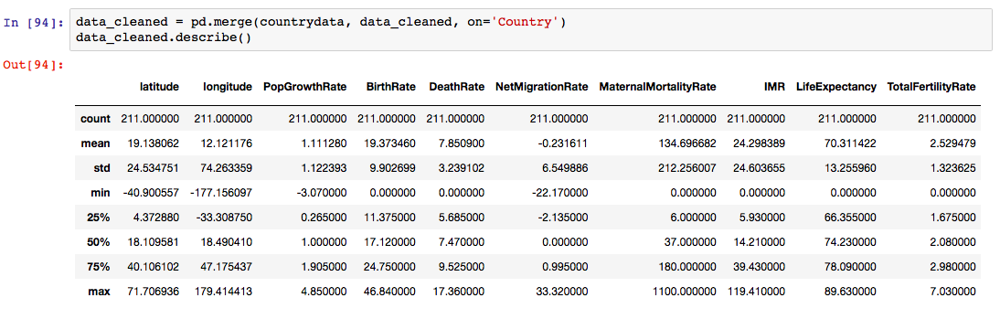 In [94]: data_cleaned = pd.merge(countrydata, data_cleaned, on='Country')
data_cleaned.describe()
Out[94]:
latitude longitude PopGrowthRate BirthRate DeathRate NetMigrationRate MaternalMortalityRate IMR LifeExpectancy TotalFertilityRate
count 211.000000 211.000000 211.000000 211.000000 211.000000 211.000000 211.000000 211.000000 211.000000 211.000000
mean 19.138062 12.121176 1.111280 19.373460 7.850900 -0.231611 134.696682 24.298389 70.311422 2.529479
std 24.534751 74.263359 1.122393 9.902699 3.239102 6.549886 212.256007 24.603655 13.255960 1.323625
min -40.900557 -177.156097 -3.070000 0.000000 0.000000 -22.170000 0.000000 0.000000 0.000000 0.000000
25% 4.372880 -33.308750 0.265000 11.375000 5.685000 -2.135000 6.000000 5.930000 66.355000 1.675000
50% 18.109581 18.490410 1.000000 17.120000 7.470000 0.000000 37.000000 14.210000 74.230000 2.080000
75% 40.106102 47.175437 1.905000 24.750000 9.525000 0.995000 180.000000 39.430000 78.090000 2.980000
max 71.706936 179.414413 4.850000 46.840000 17.360000 33.320000 1100.000000 119.410000 89.630000 7.030000